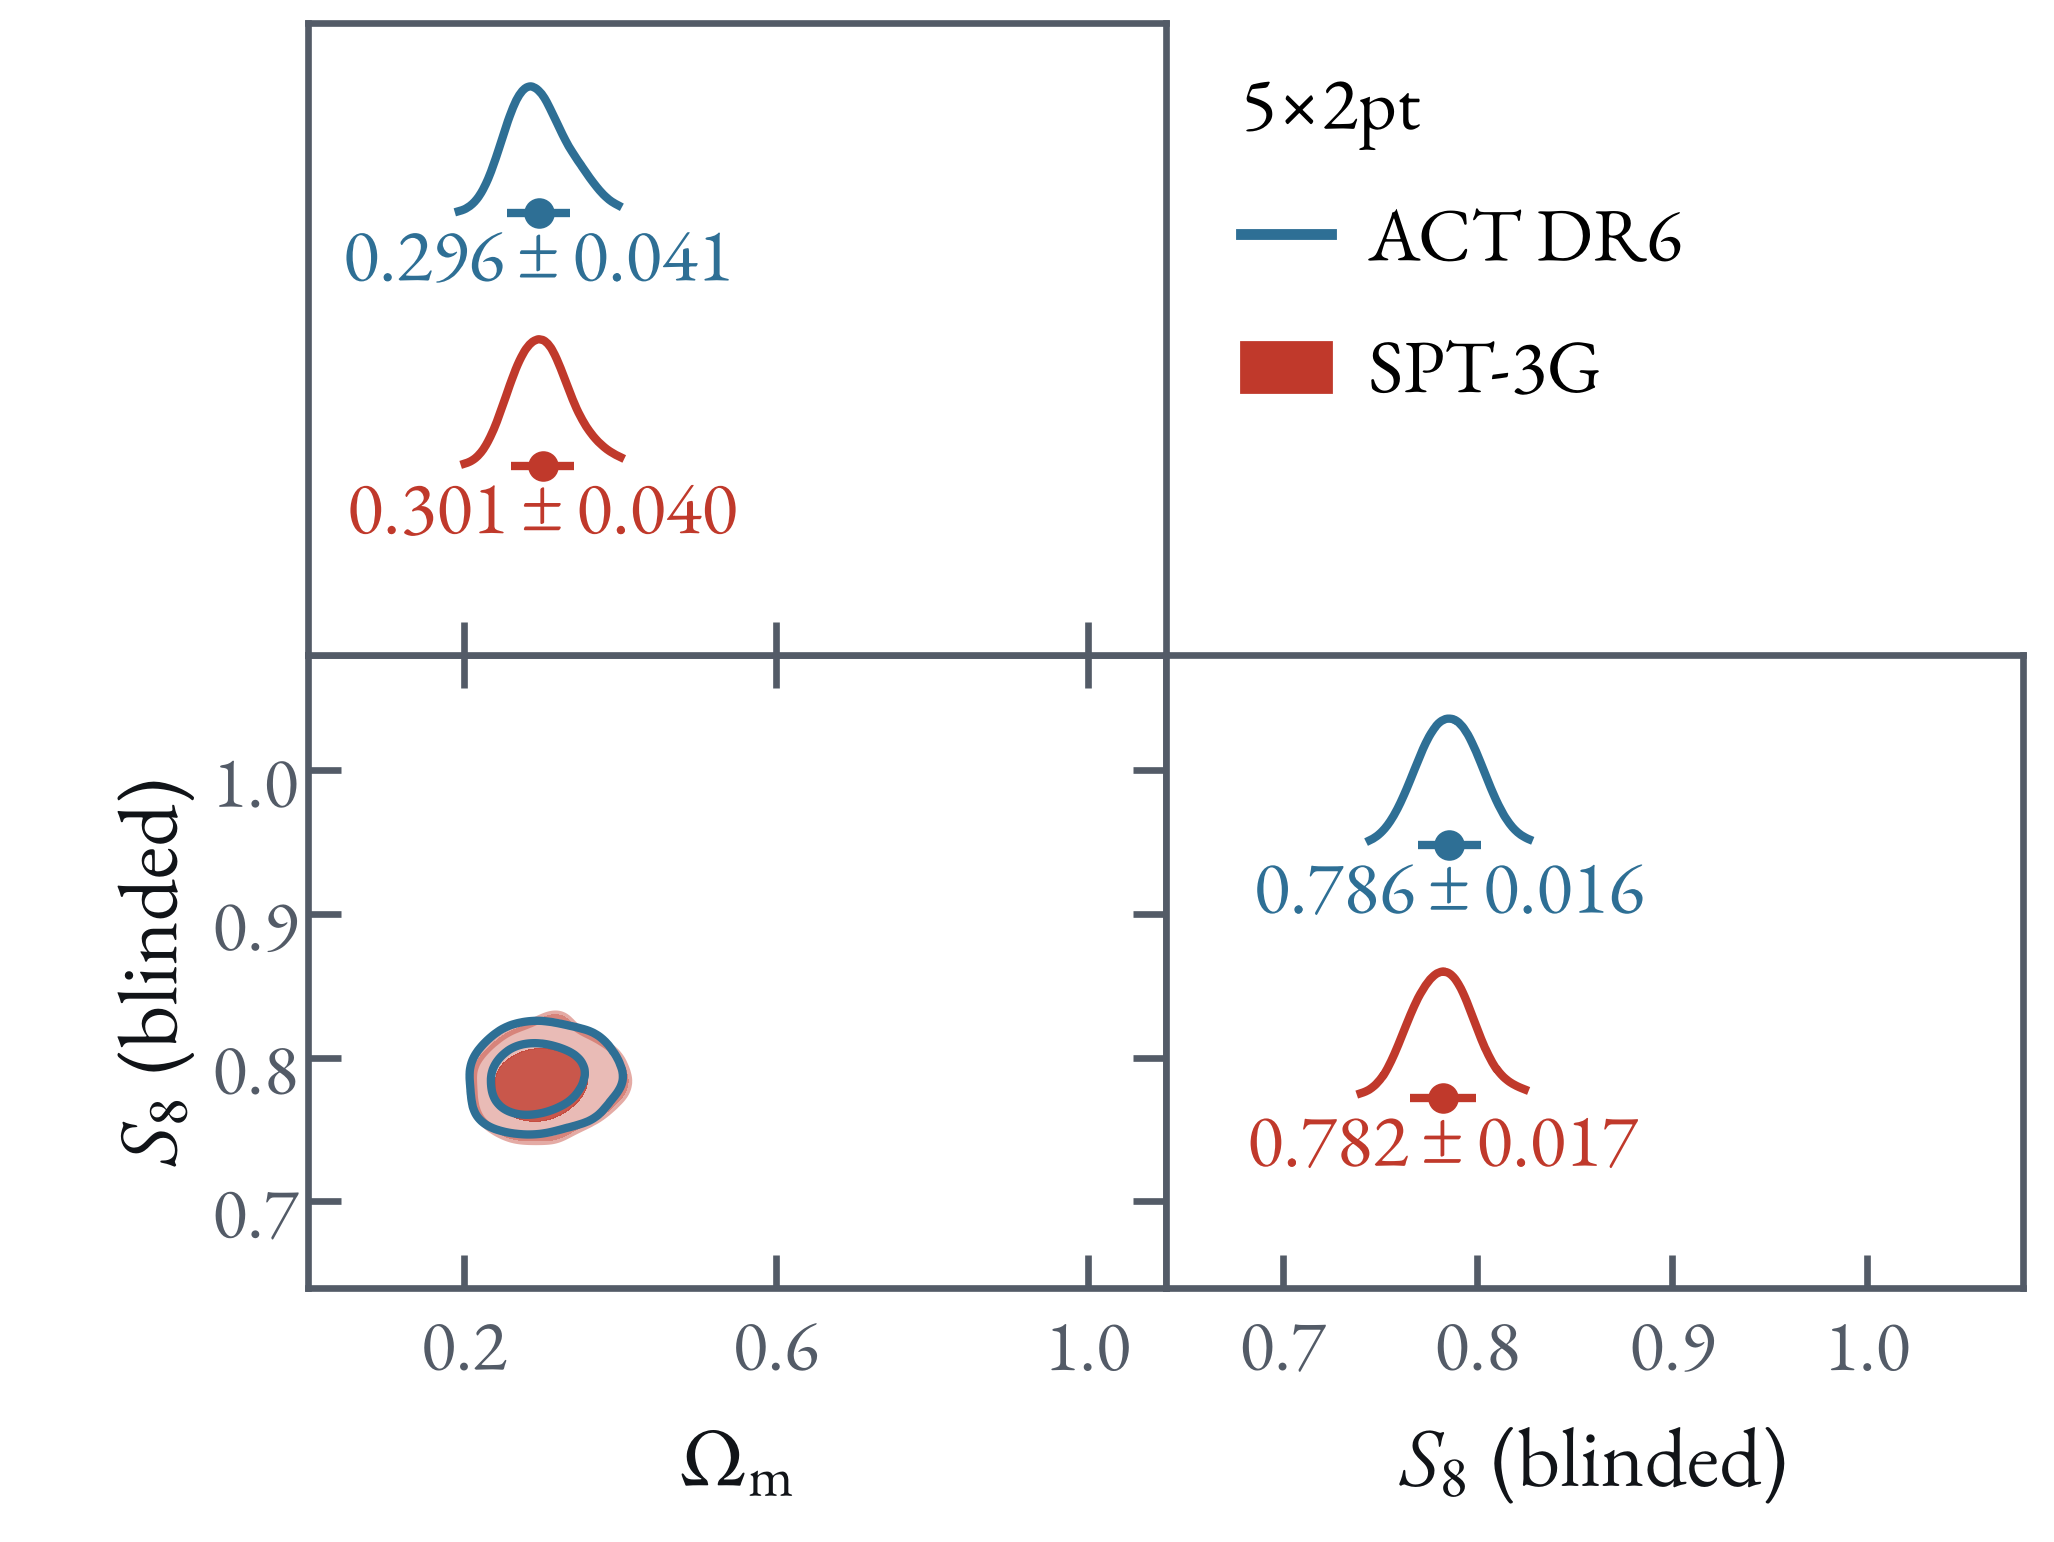 5×2pt
ACT DR6
SPT-3G
0.296 ± 0.041
0.301 ± 0.040
1.0
0.9
0.8
0.7
S₈ (blinded)
0.786 ± 0.016
0.782 ± 0.017
0.2 0.6 1.0 0.7 0.8 0.9 1.0
Ωₘ S₈ (blinded)